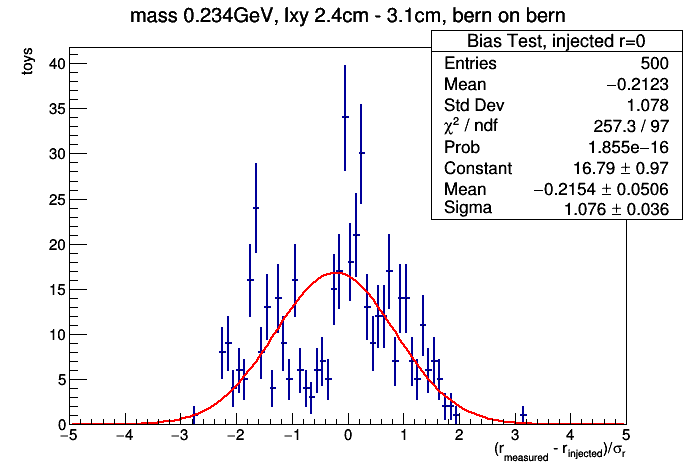 mass 0.234GeV, lxy 2.4cm - 3.1cm, bern on bern
toys
Bias Test, injected r=0
Entries 500
Mean −0.2123
Std Dev 1.078
χ² / ndf 257.3 / 97
Prob 1.855e−16
Constant 16.79 ± 0.97
Mean −0.2154 ± 0.0506
Sigma 1.076 ± 0.036
40
35
30
25
20
15
10
5
0
−5 −4 −3 −2 −1 0 1 2 3 4 5
(r_measured - r_injected)/σ_r